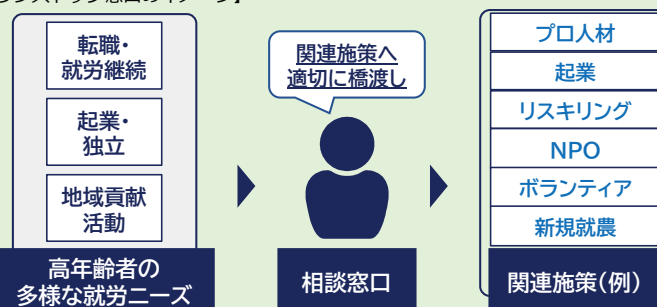 転職・
就労継続
起業・
独立
地域貢献
活動
高年齢者の
多様な就労ニーズ
関連施策へ
適切に橋渡し
相談窓口
プロ人材
起業
リスキリング
NPO
ボランティア
新規就農
関連施策(例)